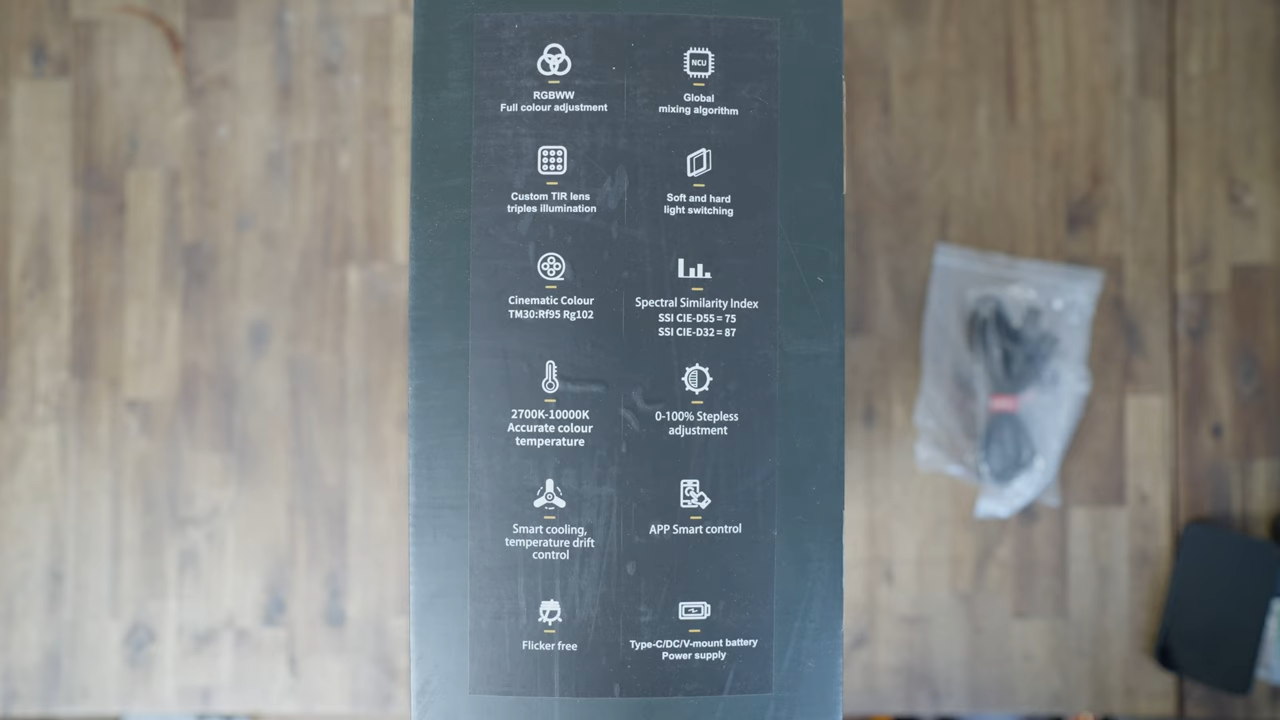 RGBWW
Full colour adjustment
NCU
Global
mixing algorithm
Custom TIR lens
triples illumination
Soft and hard
light switching
Cinematic Colour
TM30:Rf95 Rg102
Spectral Similarity Index
SSI CIE-D55 = 75
SSI CIE-D32 = 87
2700K-10000K
Accurate colour
temperature
0-100% Stepless
adjustment
Smart cooling,
temperature drift
control
APP Smart control
Flicker free
Type-C/DC/V-mount battery
Power supply